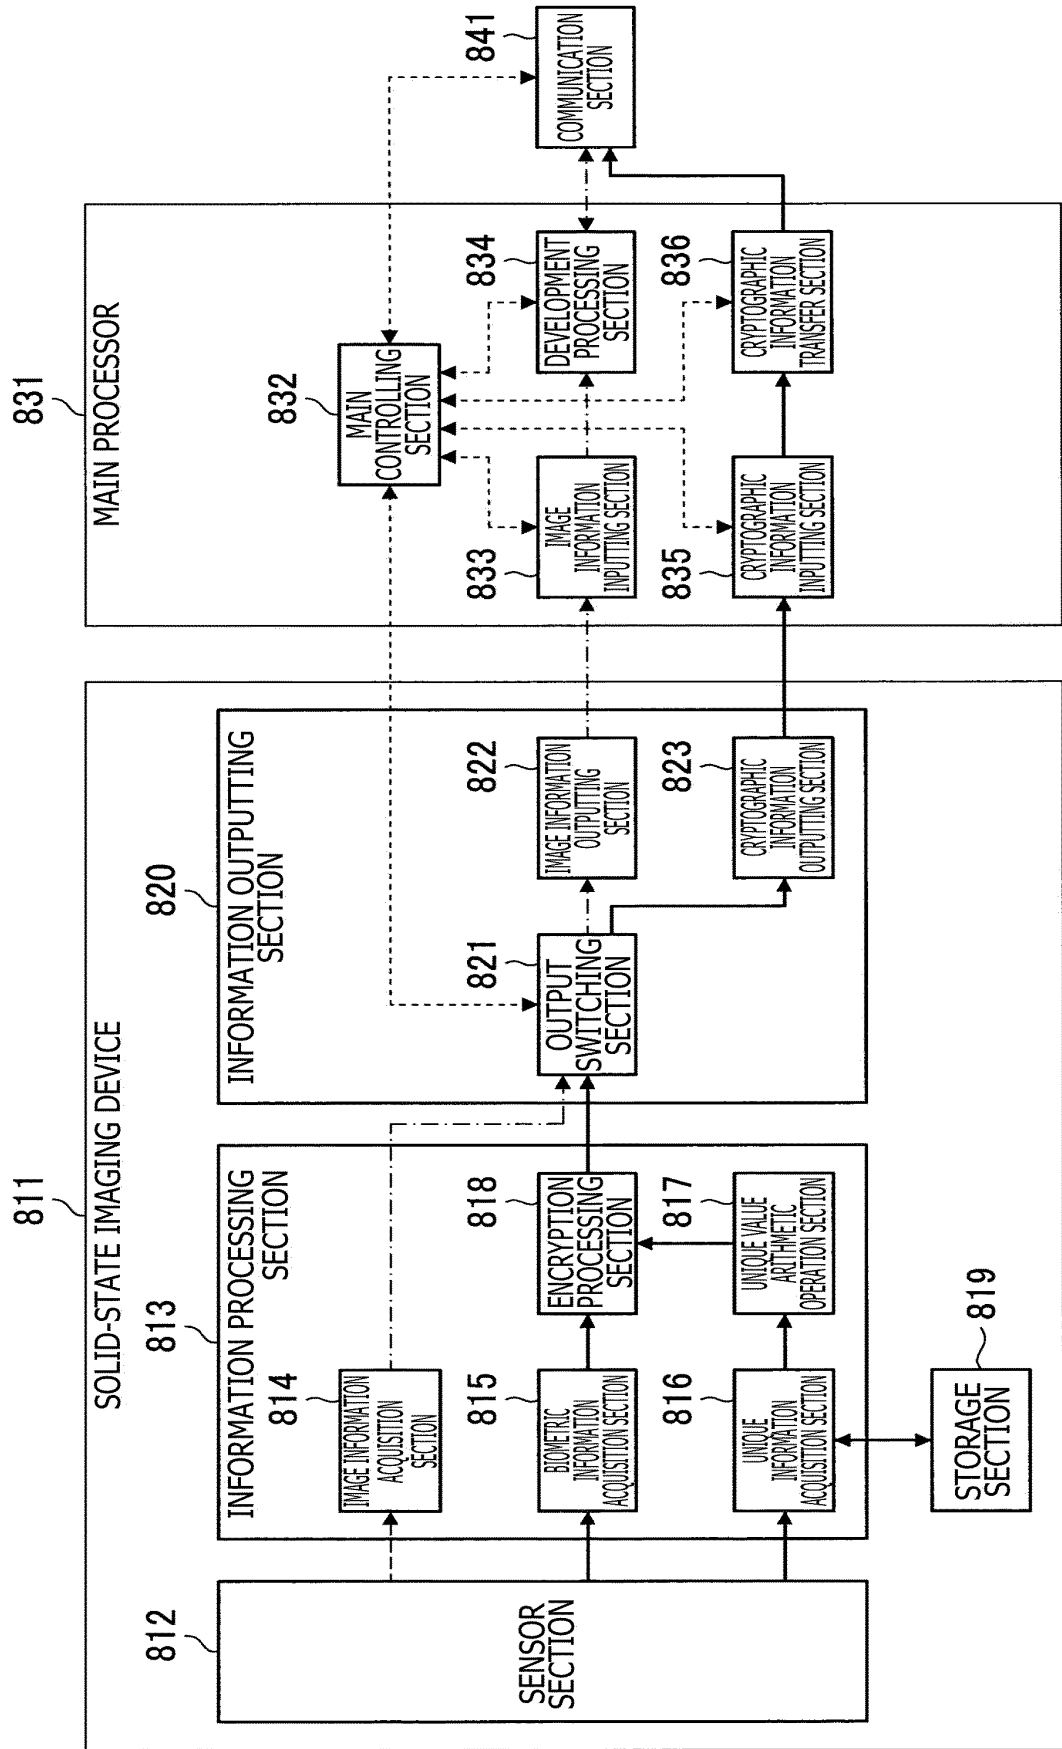 811
SOLID-STATE IMAGING DEVICE
812
SENSOR
SECTION
813
INFORMATION PROCESSING
SECTION
814
IMAGE INFORMATION
ACQUISITION
SECTION
815
BIOMETRIC
INFORMATION
ACQUISITION SECTION
816
UNIQUE
INFORMATION
ACQUISITION SECTION
818
ENCRYPTION
PROCESSING
SECTION
817
UNIQUE VALUE
ARITHMETIC
OPERATION SECTION
819
STORAGE
SECTION
820
INFORMATION OUTPUTTING
SECTION
821
OUTPUT
SWITCHING
SECTION
822
IMAGE INFORMATION
OUTPUTTING
SECTION
823
CRYPTOGRAPHIC
INFORMATION
OUTPUTTING SECTION
831
MAIN PROCESSOR
832
MAIN
CONTROLLING
SECTION
833
IMAGE
INFORMATION
INPUTTING SECTION
834
DEVELOPMENT
PROCESSING
SECTION
835
CRYPTOGRAPHIC
INFORMATION
INPUTTING SECTION
836
CRYPTOGRAPHIC
INFORMATION
TRANSFER SECTION
841
COMMUNICATION
SECTION